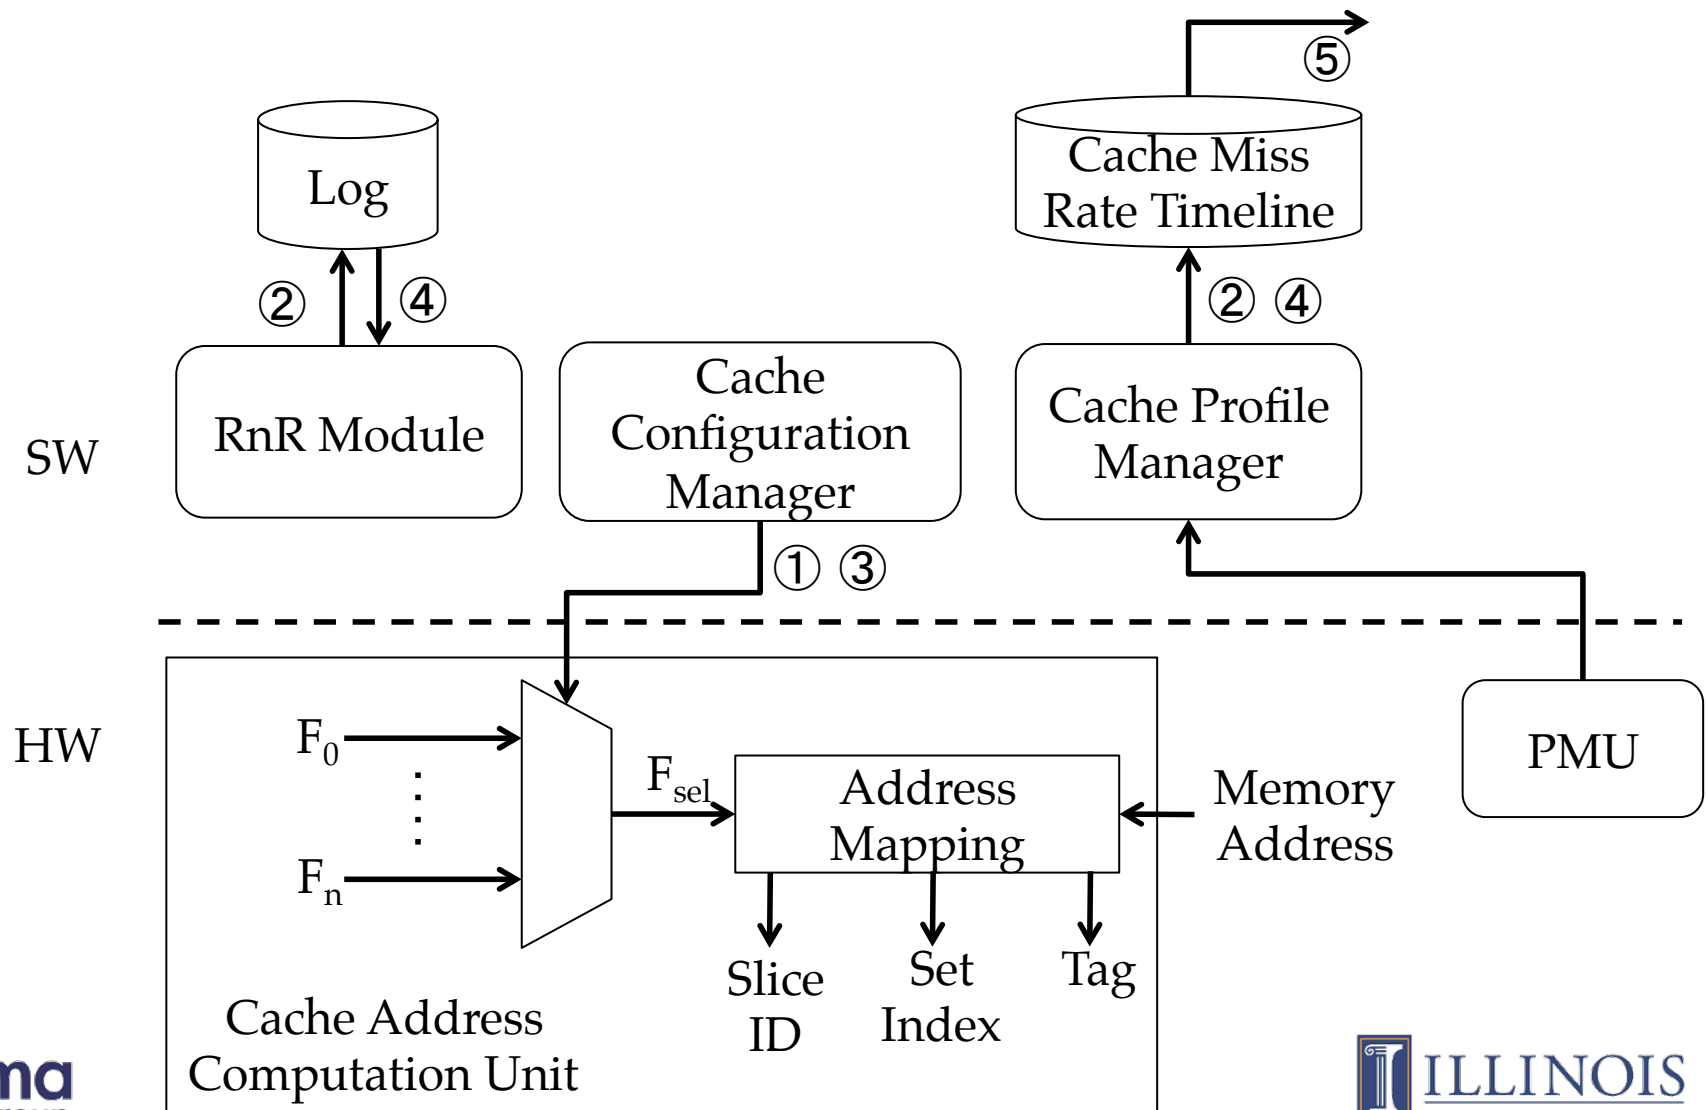 ⑤
Log
Cache Miss
Rate Timeline
②
④
② ④
SW
RnR Module
Cache
Configuration
Manager
Cache Profile
Manager
① ③
HW
F₀
Fₙ
F_sel
Address
Mapping
Memory
Address
PMU
Slice
ID
Set
Index
Tag
Cache Address
Computation Unit
ma
ILLINOIS